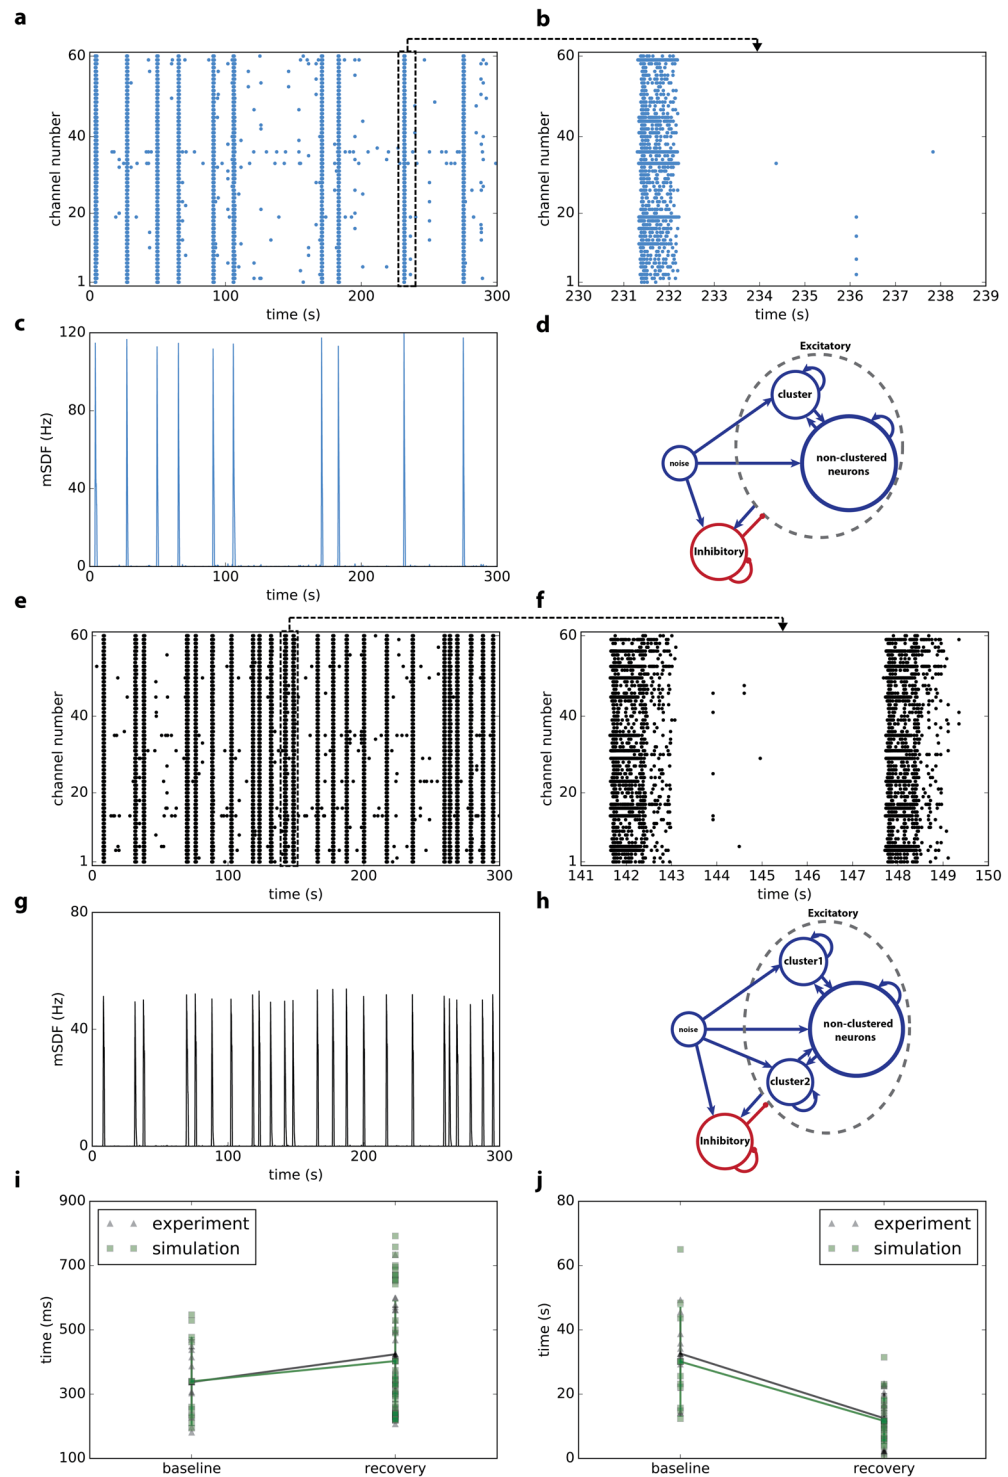 a
b
60
40
20
1
channel number
0
100
200
300
time (s)
60
40
20
1
channel number
230
231
232
233
234
235
236
237
238
239
time (s)
c
d
120
80
40
0
mSDF (Hz)
0
100
200
300
time (s)
Excitatory
cluster
non-clustered
neurons
noise
Inhibitory
e
f
60
40
20
1
channel number
0
100
200
300
time (s)
60
40
20
1
channel number
141
142
143
144
145
146
147
148
149
150
time (s)
g
h
80
40
0
mSDF (Hz)
0
100
200
300
time (s)
Excitatory
cluster1
non-clustered
neurons
noise
cluster2
Inhibitory
i
j
900
700
500
300
100
time (ms)
experiment
simulation
baseline
recovery
80
60
40
20
0
time (s)
experiment
simulation
baseline
recovery